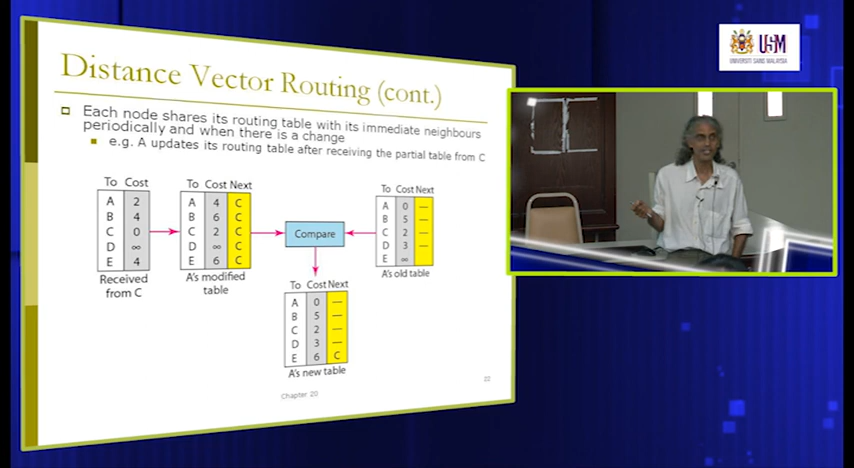 Distance Vector Routing (cont.)
Each node shares its routing table with its immediate neighbours
periodically and when there is a change
e.g. A updates its routing table after receiving the partial table from C
To Cost
A 2
B 4
C 0
D ∞
E 4
Received
from C
To Cost Next
A 4 C
B 6 C
C 2 C
D ∞ C
E 6 C
A's modified
table
Compare
To Cost Next
A 0 —
B 5 —
C 2 —
D 3 —
E ∞
A's old table
To Cost Next
A 0 —
B 5 —
C 2 —
D 3 —
E 6 C
A's new table
Chapter 20
22
USM
UNIVERSITI SAINS MALAYSIA